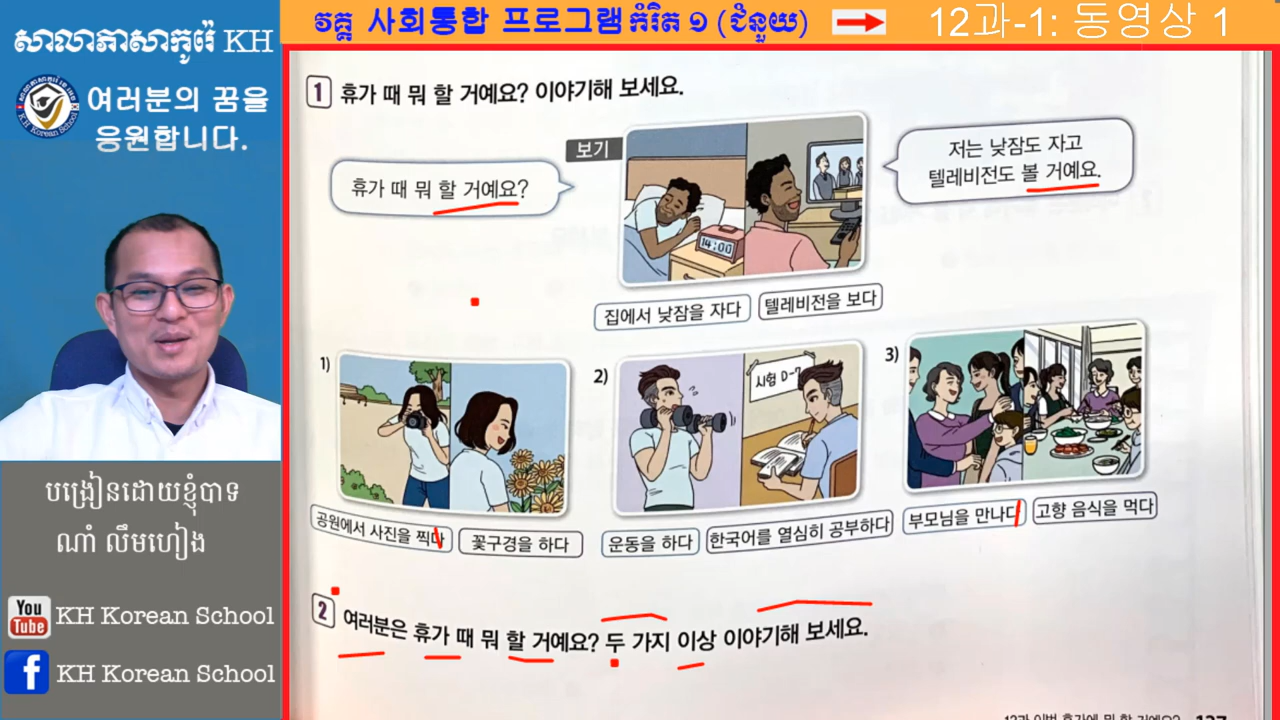 សាលាភាសាកូរ៉េ KH
여러분의 꿈을
응원합니다.
បង្រៀនដោយខ្ញុំបាទ
ណាំ លឹមហៀង
You
Tube
KH Korean School
f
KH Korean School
វគ្គ 사회통합 프로그램 កំរិត ១ (ជំនួយ)
12과-1: 동영상 1
1 휴가 때 뭐 할 거예요? 이야기해 보세요.
보기
휴가 때 뭐 할 거예요?
저는 낮잠도 자고
텔레비전도 볼 거예요.
14:00
집에서 낮잠을 자다
텔레비전을 보다
1)
공원에서 사진을 찍다
꽃구경을 하다
2)
시험 D-7
운동을 하다
한국어를 열심히 공부하다
3)
부모님을 만나다
고향 음식을 먹다
2 여러분은 휴가 때 뭐 할 거예요? 두 가지 이상 이야기해 보세요.